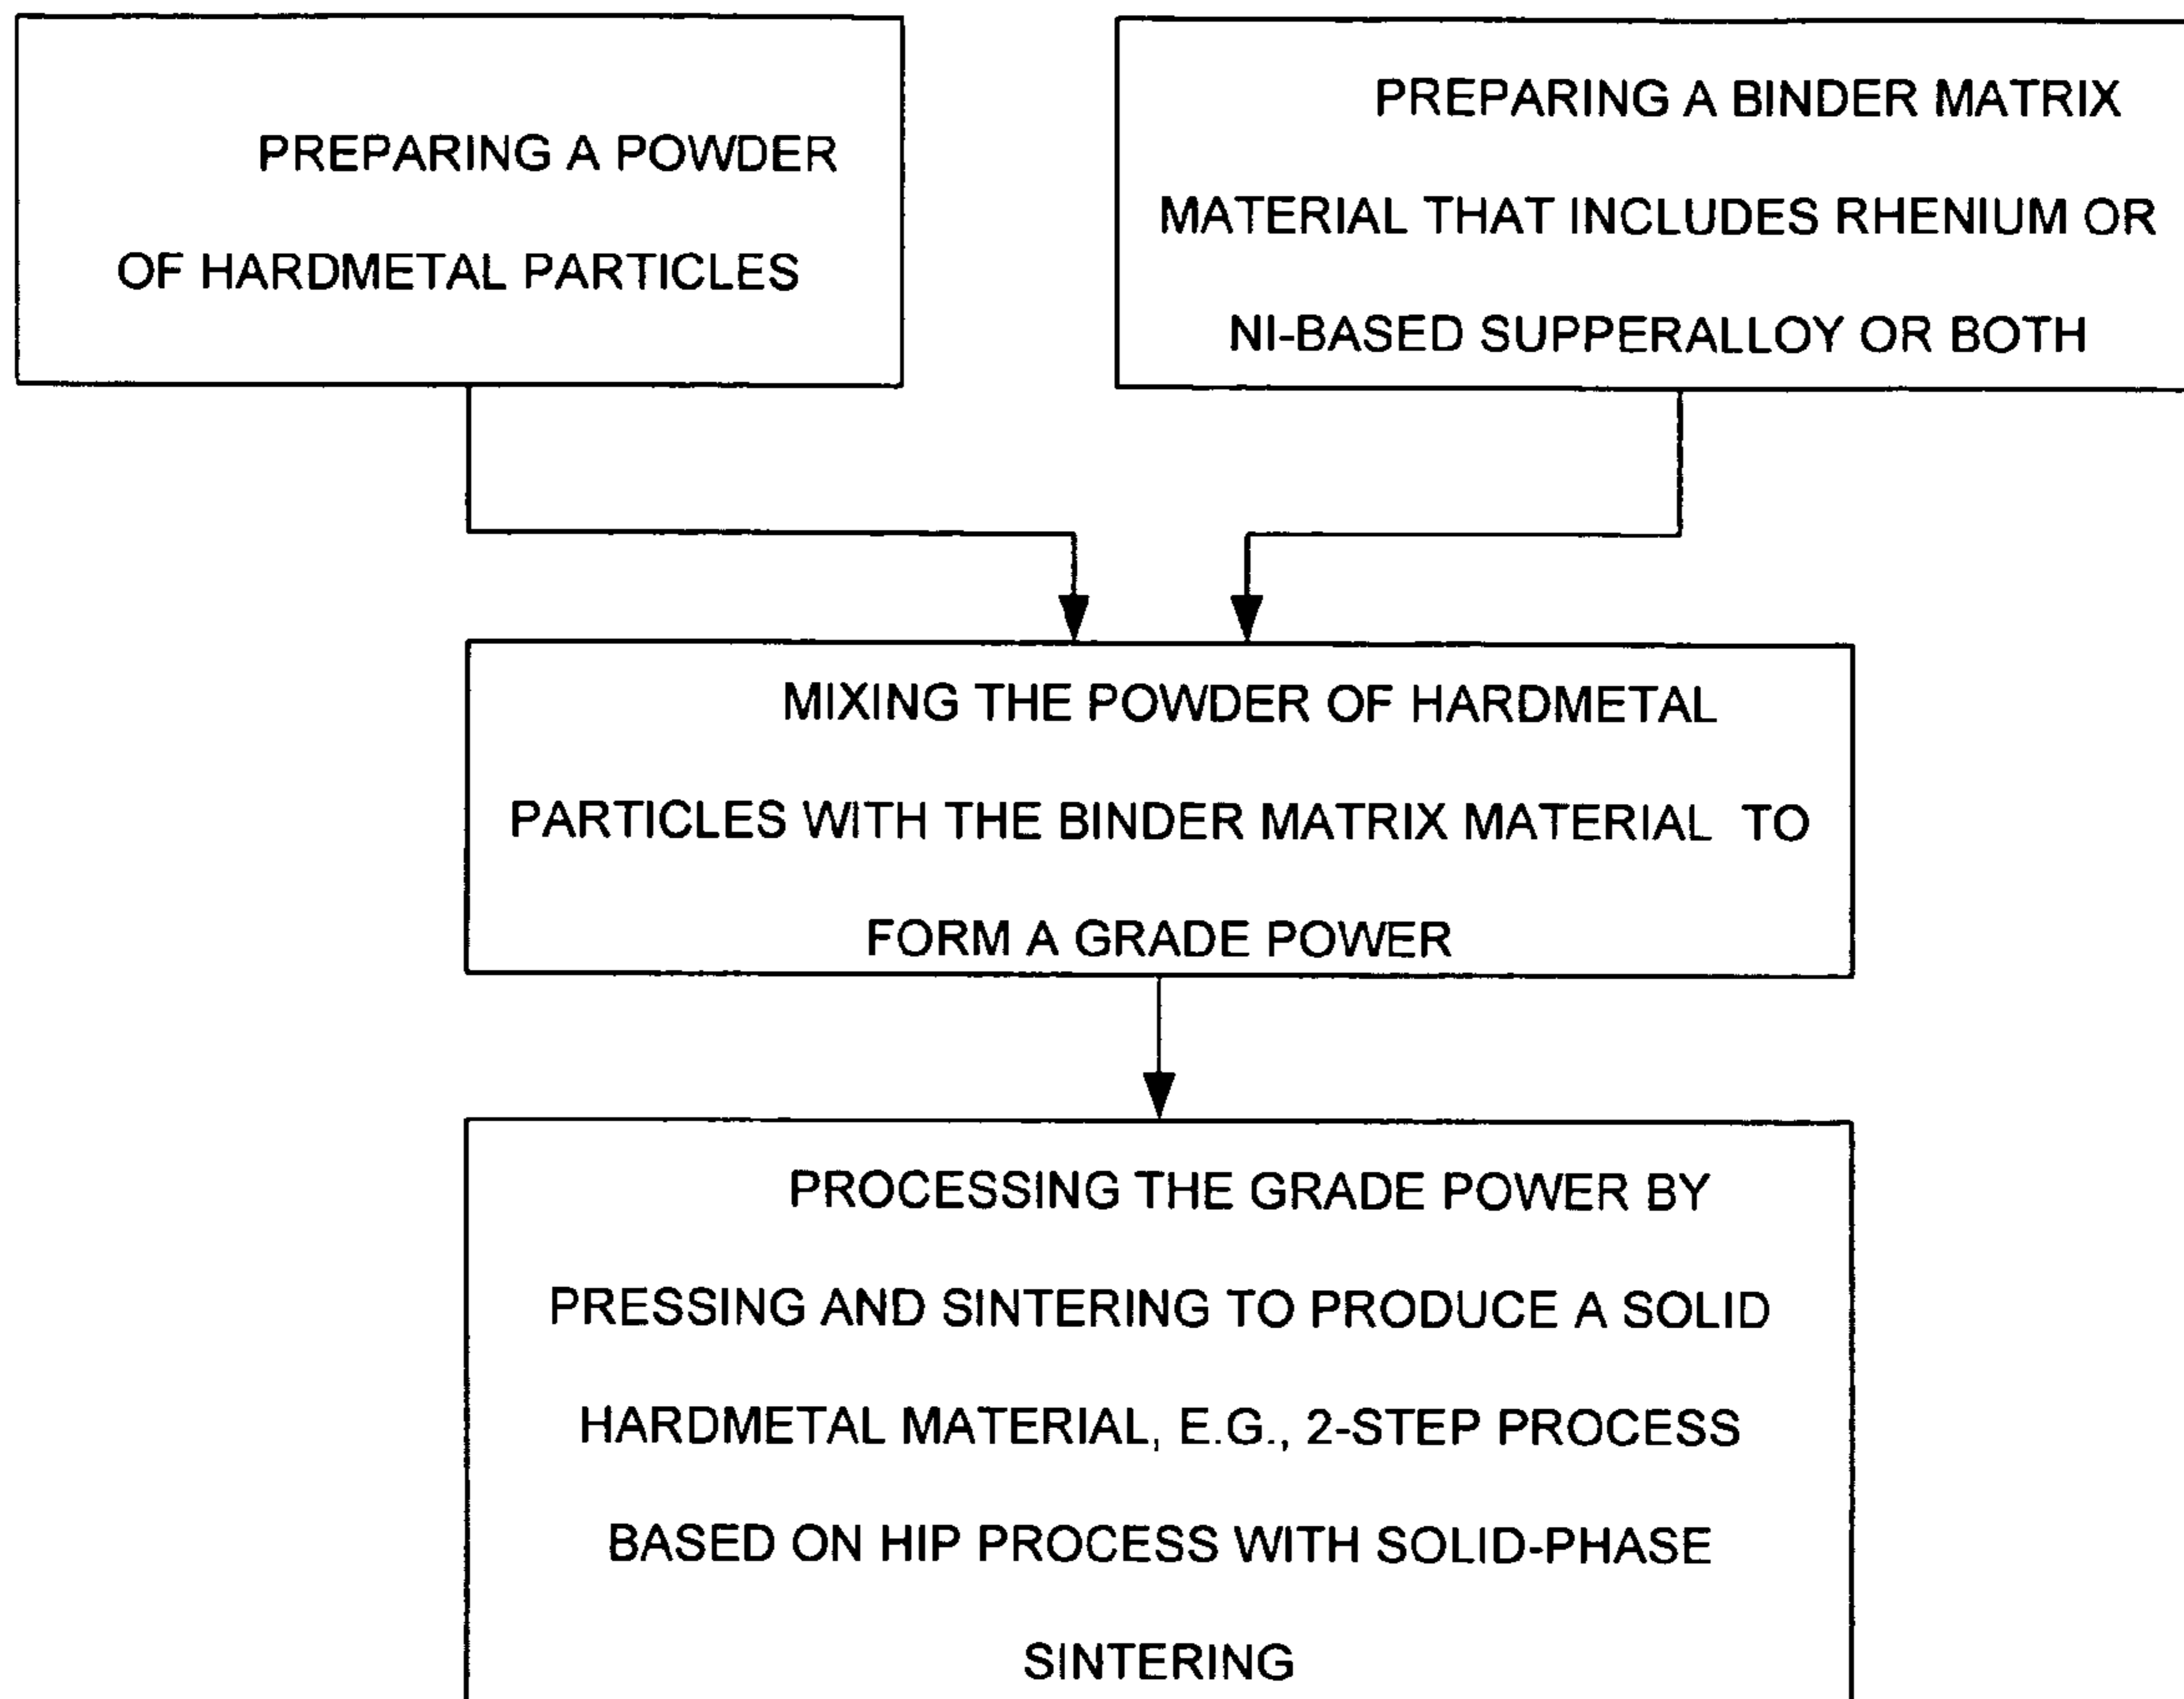 PREPARING A POWDER
OF HARDMETAL PARTICLES
PREPARING A BINDER MATRIX
MATERIAL THAT INCLUDES RHENIUM OR
NI-BASED SUPPERALLOY OR BOTH
MIXING THE POWDER OF HARDMETAL
PARTICLES WITH THE BINDER MATRIX MATERIAL TO
FORM A GRADE POWER
PROCESSING THE GRADE POWER BY
PRESSING AND SINTERING TO PRODUCE A SOLID
HARDMETAL MATERIAL, E.G., 2-STEP PROCESS
BASED ON HIP PROCESS WITH SOLID-PHASE
SINTERING